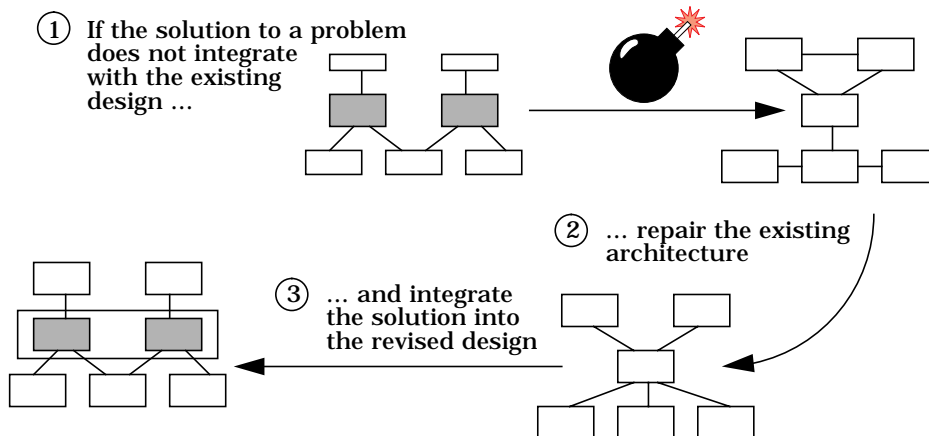 1 If the solution to a problem
does not integrate
with the existing
design ...
2 ... repair the existing
architecture
3 ... and integrate
the solution into
the revised design